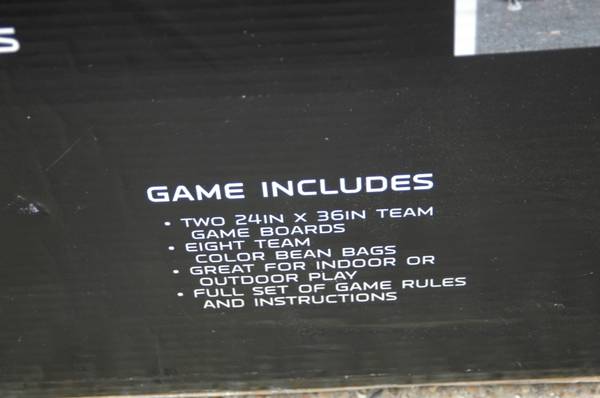 S
GAME INCLUDES
• TWO 24IN X 36IN TEAM
GAME BOARDS
• EIGHT TEAM
COLOR BEAN BAGS
• GREAT FOR INDOOR OR
OUTDOOR PLAY
• FULL SET OF GAME RULES
AND INSTRUCTIONS